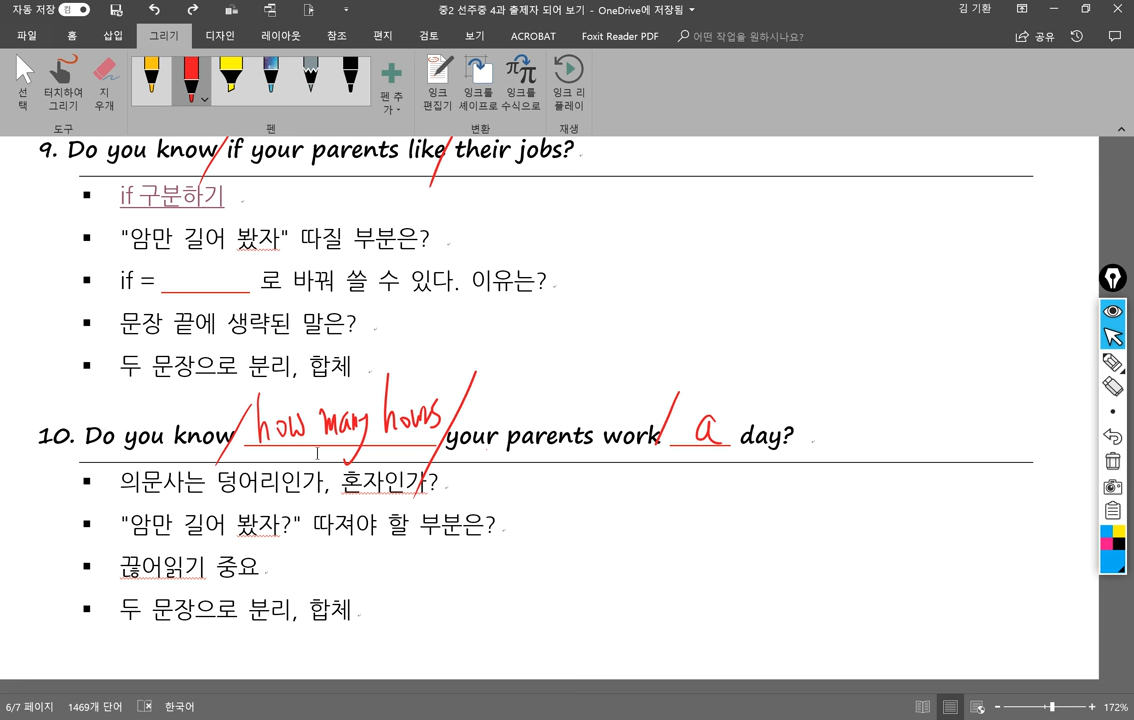 자동 저장 컴 중2 선주중 4과 출제자 되어 보기 - OneDrive에 저장됨 김 기환
파일 홈 삽입 그리기 디자인 레이아웃 참조 편지 검토 보기 ACROBAT Foxit Reader PDF 어떤 작업을 원하시나요? 공유
선택 터치하여 그리기 지우개 펜 추가 잉크 편집기 잉크를 셰이프로 잉크를 수식으로 잉크 리플레이
도구 펜 변환 재생
9. Do you know if your parents like their jobs?
if 구분하기
"암만 길어 봤자" 따질 부분은?
if = 로 바꿔 쓸 수 있다. 이유는?
문장 끝에 생략된 말은?
두 문장으로 분리, 합체
10. Do you know how many hours your parents work a day?
의문사는 덩어리인가, 혼자인가?
"암만 길어 봤자?" 따져야 할 부분은?
끊어읽기 중요
두 문장으로 분리, 합체
6/7 페이지 1469개 단어 한국어 172%